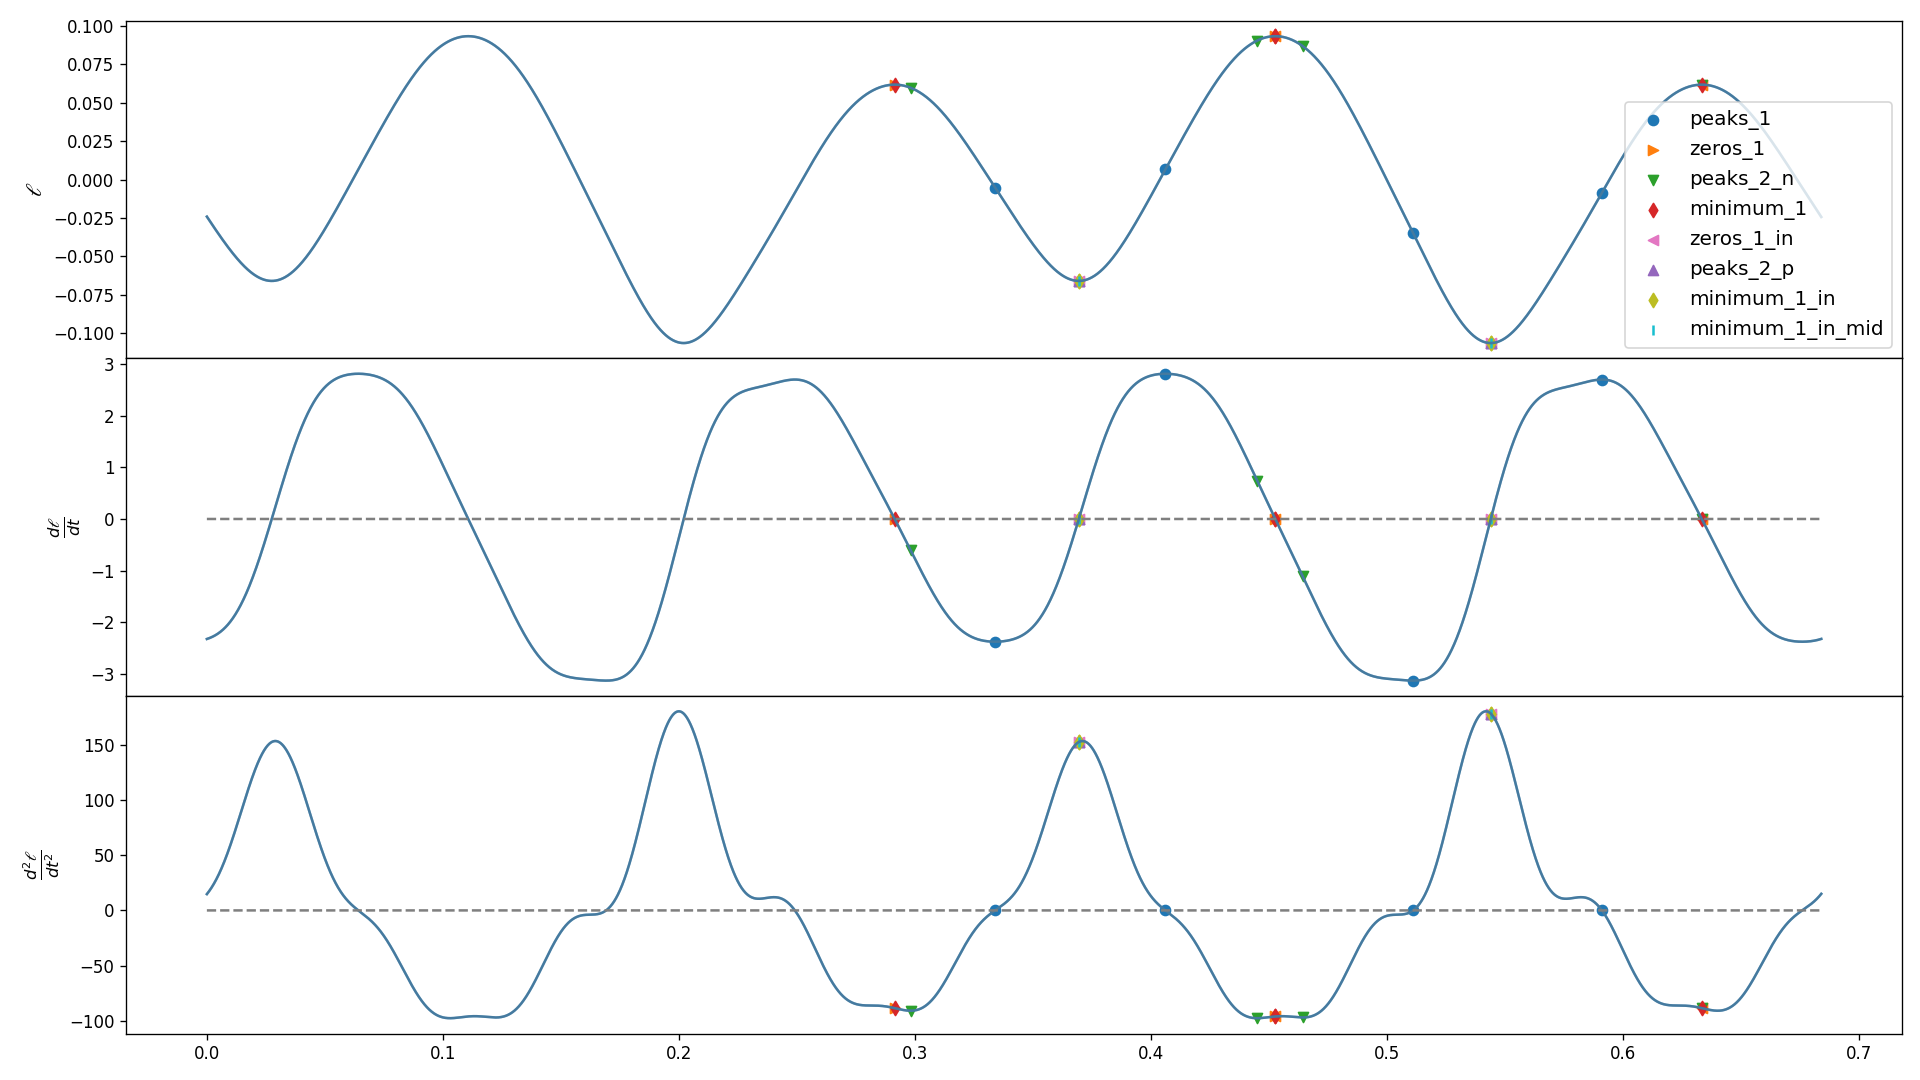 0.100
0.075
0.050
0.025
0.000
−0.025
−0.050
−0.075
−0.100
ℓ
peaks_1
zeros_1
peaks_2_n
minimum_1
zeros_1_in
peaks_2_p
minimum_1_in
minimum_1_in_mid
3
2
1
0
−1
−2
−3
dℓ
dt
150
100
50
0
−50
−100
d²ℓ
dt²
0.0 0.1 0.2 0.3 0.4 0.5 0.6 0.7